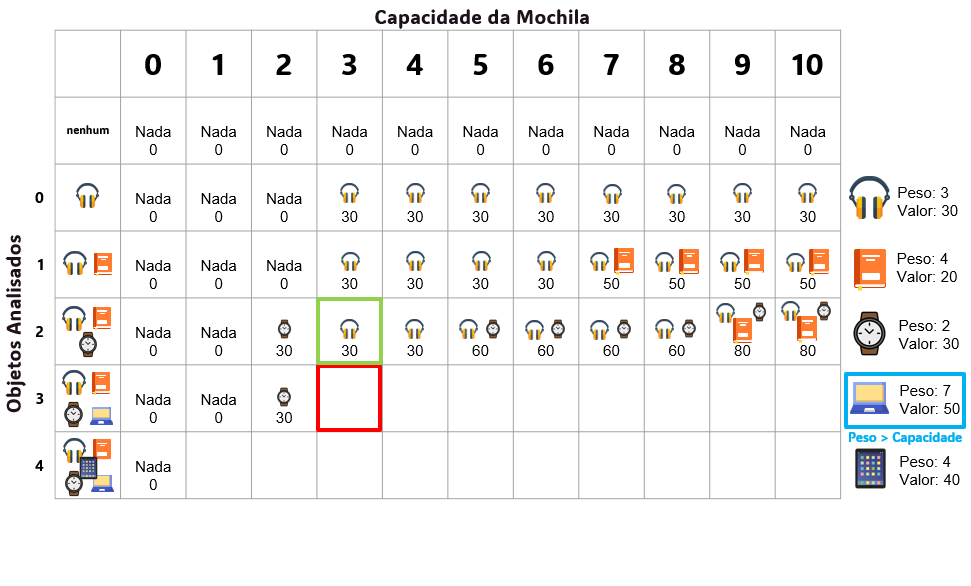 Capacidade da Mochila
0 1 2 3 4 5 6 7 8 9 10
nenhum
Nada Nada Nada Nada Nada Nada Nada Nada Nada Nada Nada
0 0 0 0 0 0 0 0 0 0 0
0
Nada Nada Nada
0 0 0 30 30 30 30 30 30 30 30
Peso: 3
Valor: 30
Objetos Analisados
1
Nada Nada Nada
0 0 0 30 30 30 30 50 50 50 50
Peso: 4
Valor: 20
2
Nada Nada
0 0 30 30 30 60 60 60 60 80 80
Peso: 2
Valor: 30
3
Nada Nada
0 0 30
Peso: 7
Valor: 50
Peso > Capacidade
4
Nada
0
Peso: 4
Valor: 40